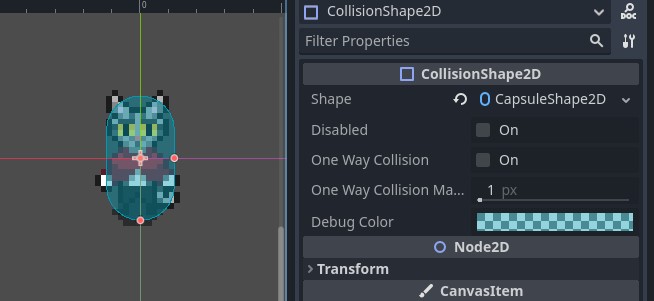 0
CollisionShape2D
DOC
Filter Properties
CollisionShape2D
Shape CapsuleShape2D
Disabled On
One Way Collision On
One Way Collision Ma... 1 px
Debug Color
Node2D
Transform
CanvasItem